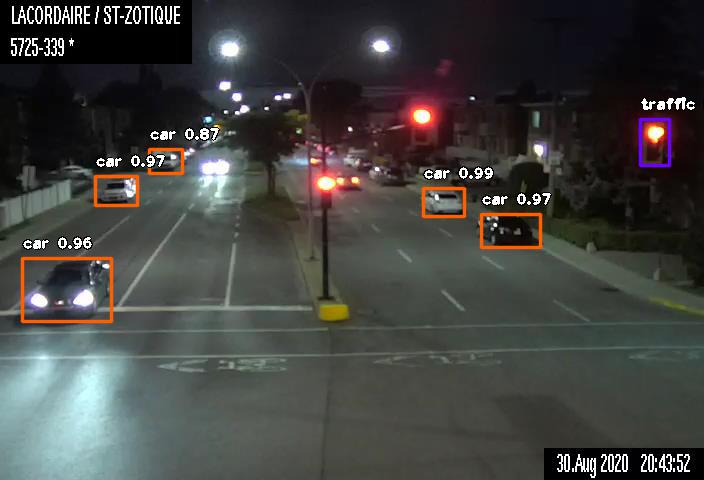 LACORDAIRE / ST-ZOTIQUE
5725-339 *
traffic
car 0.87
car 0.97
car 0.99
car 0.97
car 0.96
30.Aug 2020 20:43:52